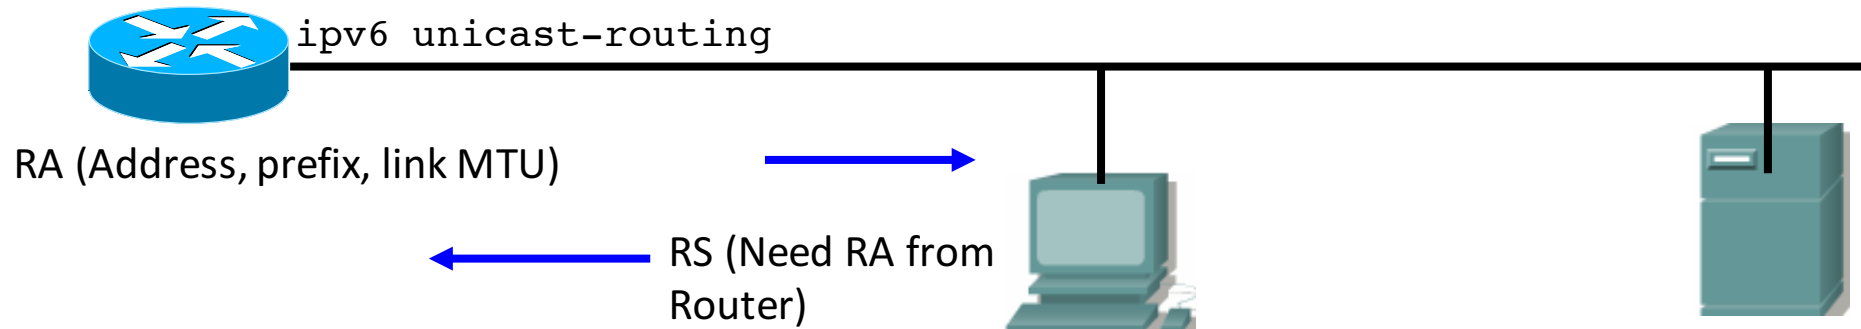 ipv6 unicast-routing
RA (Address, prefix, link MTU)
RS (Need RA from
Router)